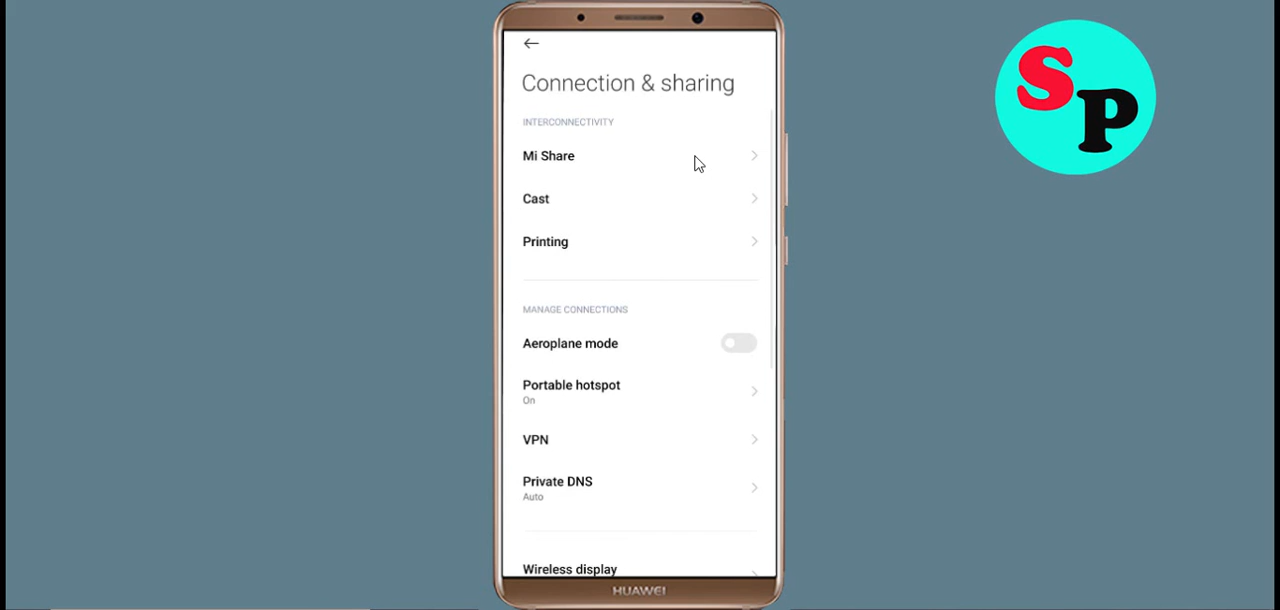 S
P
Connection & sharing
INTERCONNECTIVITY
Mi Share
Cast
Printing
MANAGE CONNECTIONS
Aeroplane mode
Portable hotspot
On
VPN
Private DNS
Auto
Wireless display
HUAWEI